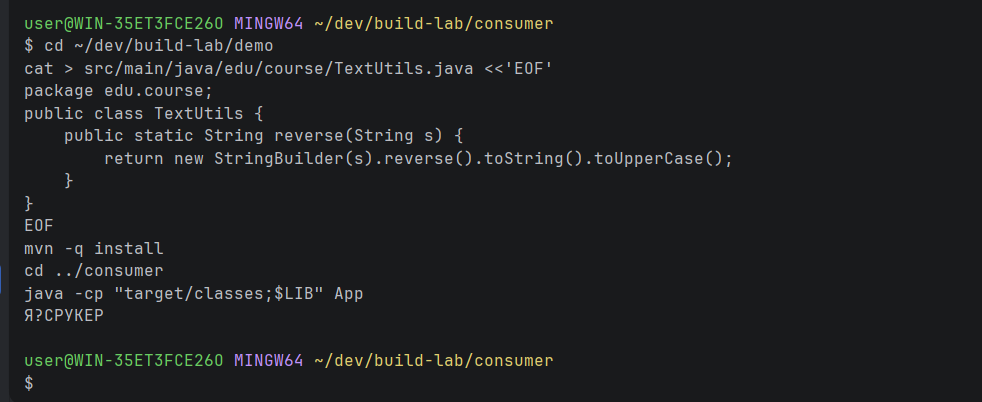 user@WIN-35ET3FCE26O MINGW64 ~/dev/build-lab/consumer
$ cd ~/dev/build-lab/demo
cat > src/main/java/edu/course/TextUtils.java <<'EOF'
package edu.course;
public class TextUtils {
    public static String reverse(String s) {
        return new StringBuilder(s).reverse().toString().toUpperCase();
    }
}
EOF
mvn -q install
cd ../consumer
java -cp "target/classes;$LIB" App
Я?СРУКЕР

user@WIN-35ET3FCE26O MINGW64 ~/dev/build-lab/consumer
$